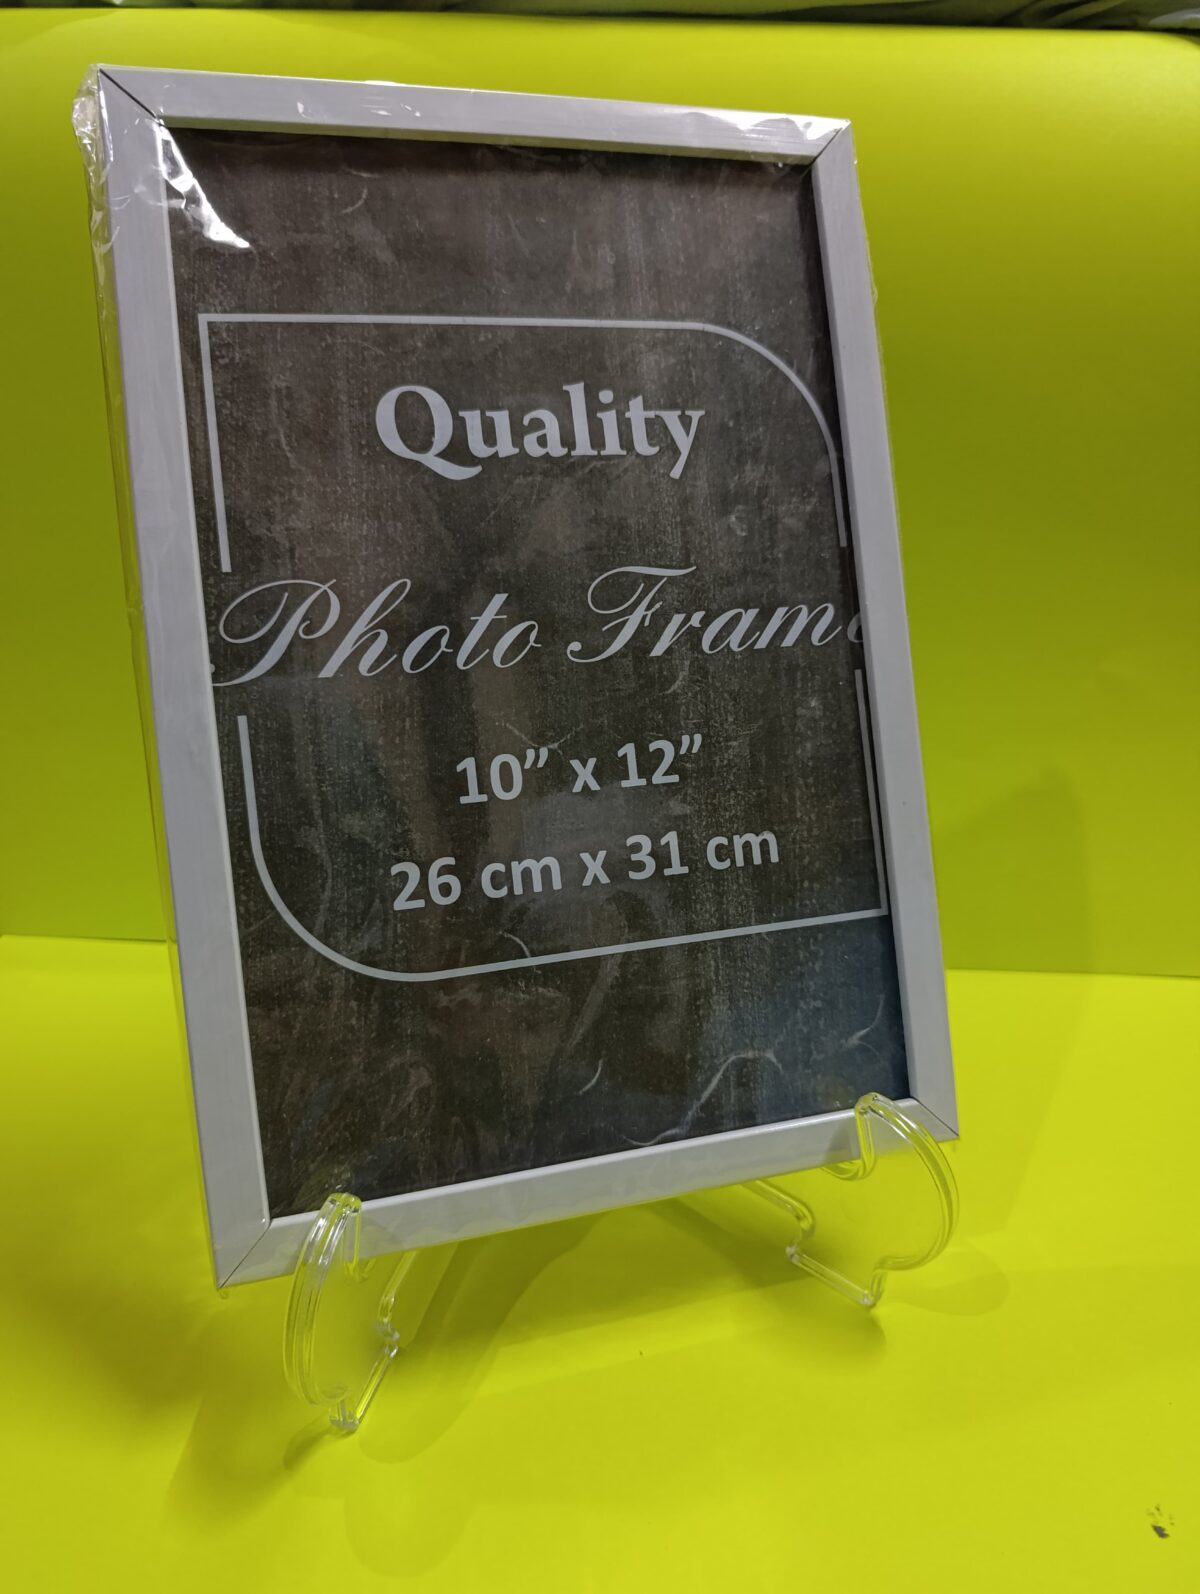 Quality
Photo Frame
10” x 12”
26 cm x 31 cm